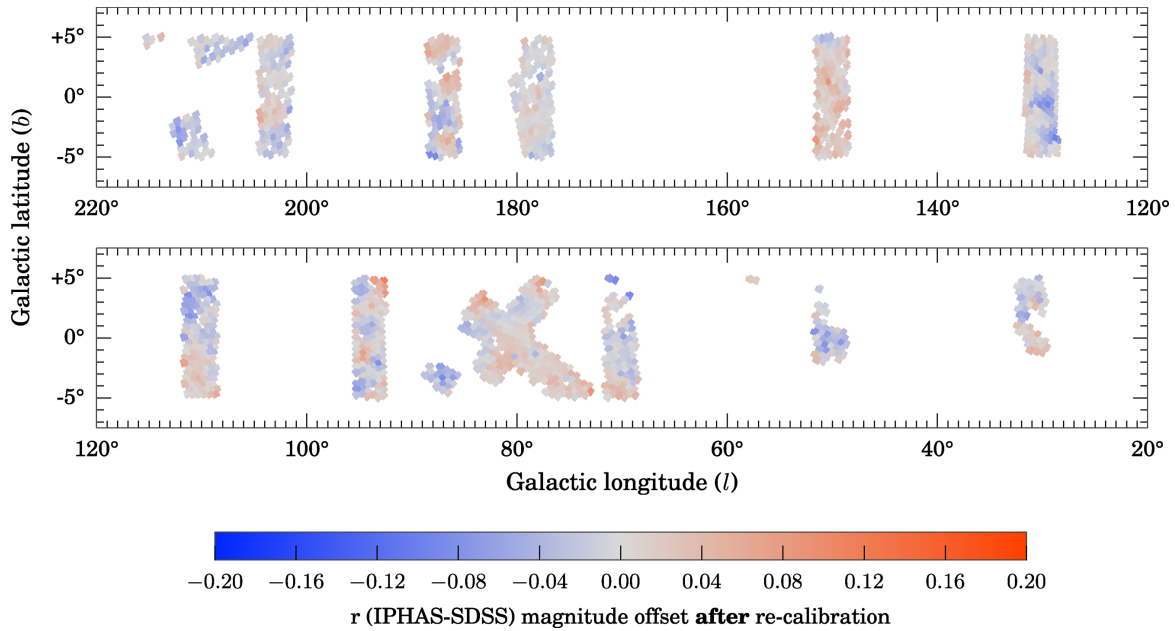 +5°
0°
-5°
220° 200° 180° 160° 140° 120°
Galactic latitude (b)
+5°
0°
-5°
120° 100° 80° 60° 40° 20°
Galactic longitude (l)
−0.20 −0.16 −0.12 −0.08 −0.04 0.00 0.04 0.08 0.12 0.16 0.20
r (IPHAS-SDSS) magnitude offset after re-calibration